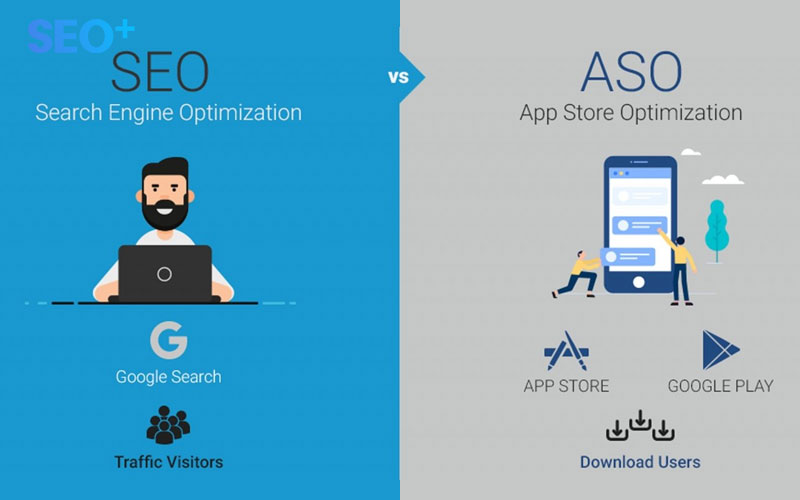 SEO+
SEO
Search Engine Optimization
Google Search
Traffic Visitors
vs
ASO
App Store Optimization
APP STORE
GOOGLE PLAY
Download Users